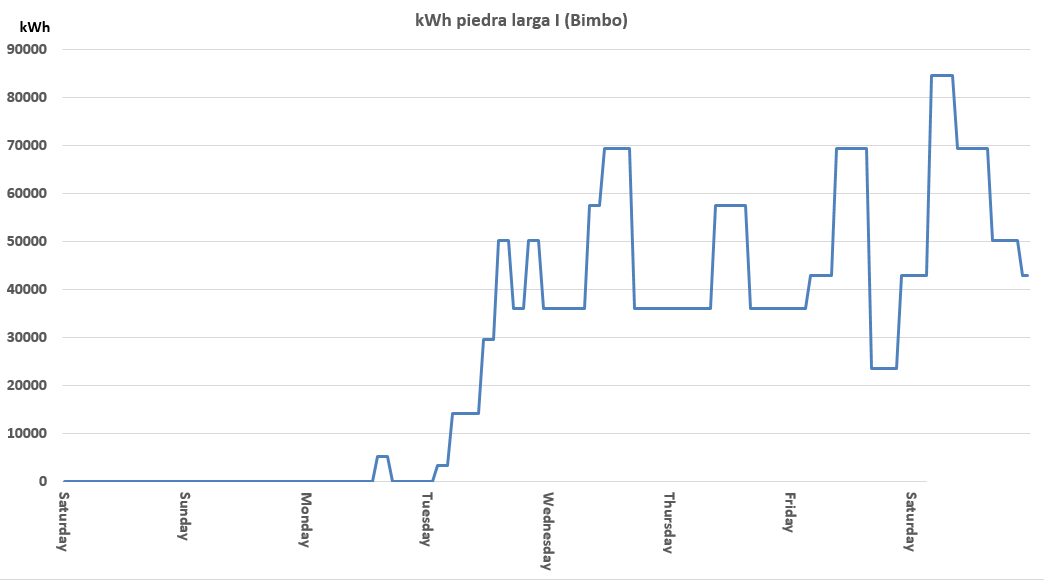 kWh piedra larga I (Bimbo)
kWh
90000
80000
70000
60000
50000
40000
30000
20000
10000
0
Saturday
Sunday
Monday
Tuesday
Wednesday
Thursday
Friday
Saturday